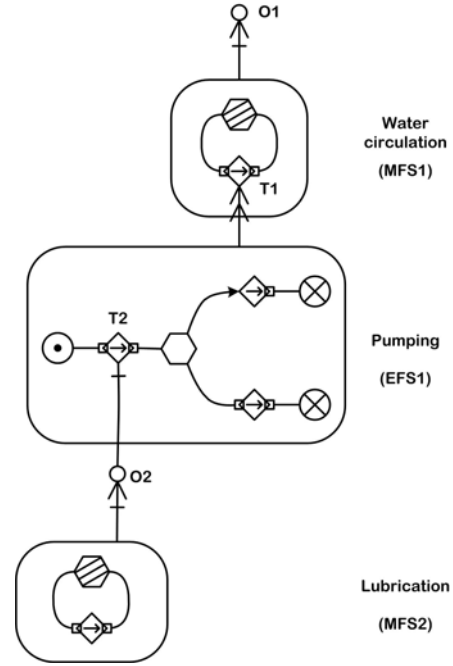 O1
Water
circulation
(MFS1)
T1
T2
Pumping
(EFS1)
O2
Lubrication
(MFS2)